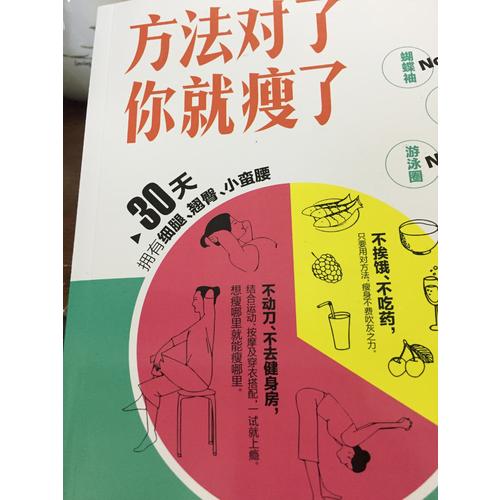 方法对了
你就瘦了
蝴蝶袖
No
游泳圈
N
30天
拥有细腿、翘臀、小蛮腰
不挨饿、不吃药，
只要用对方法，瘦身不费吹灰之力。
不动刀、不去健身房，
结合运动、按摩及穿衣搭配，一试就上瘾。
想瘦哪里就能瘦哪里。